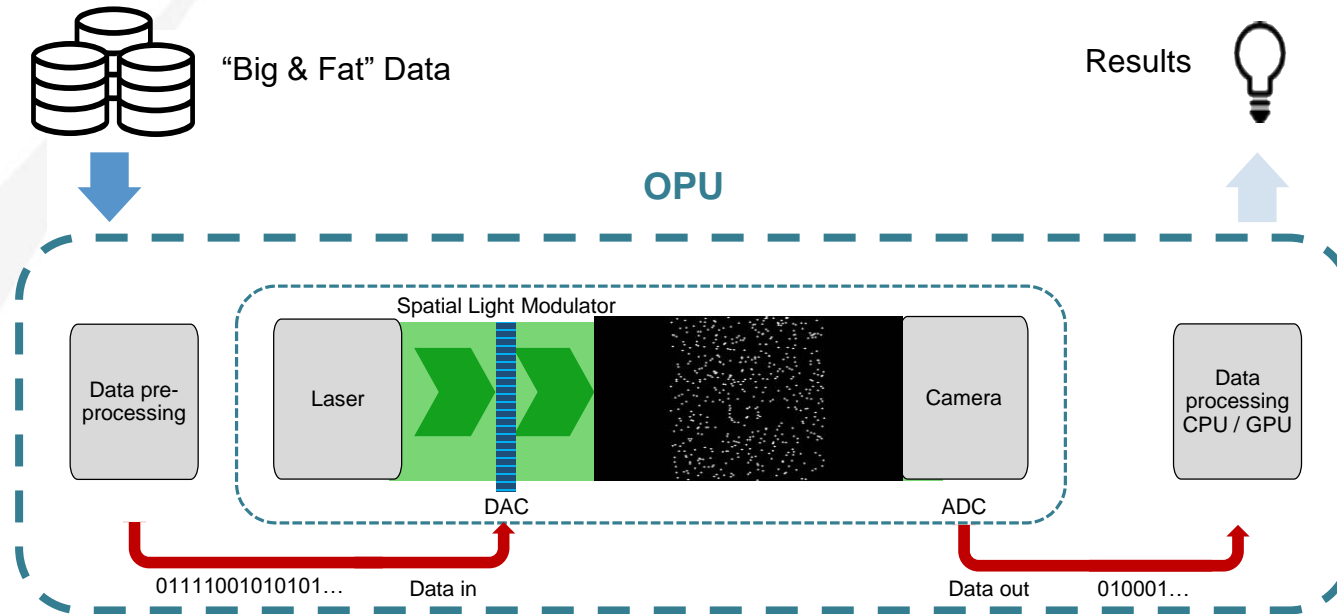 “Big & Fat” Data
Results
OPU
Spatial Light Modulator
Data pre-
processing
Laser
Camera
Data
processing
CPU / GPU
DAC
ADC
01111001010101…
Data in
Data out
010001…